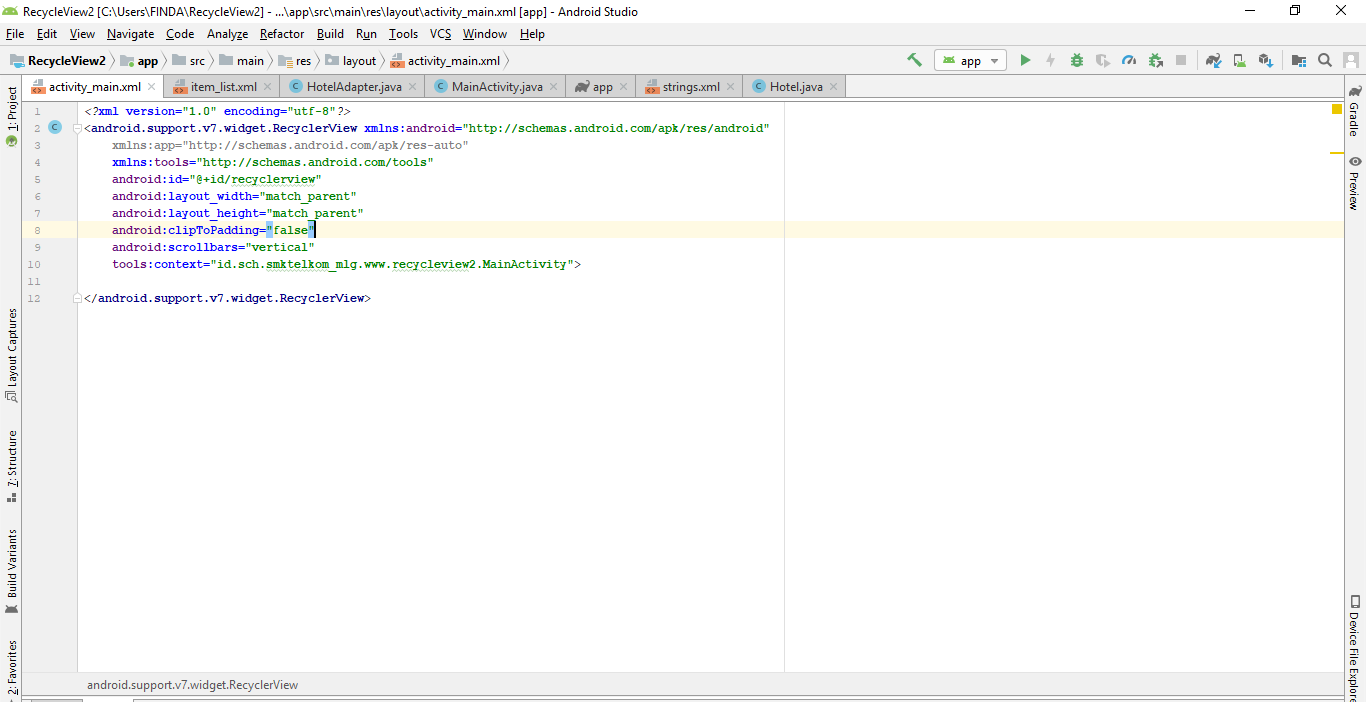 RecycleView2 [C:\Users\FINDA\RecycleView2] - ...\app\src\main\res\layout\activity_main.xml [app] - Android Studio
File Edit View Navigate Code Analyze Refactor Build Run Tools VCS Window Help
RecycleView2 app src main res layout activity_main.xml app
activity_main.xml item_list.xml HotelAdapter.java MainActivity.java app strings.xml Hotel.java
1 <?xml version="1.0" encoding="utf-8"?>
2 <android.support.v7.widget.RecyclerView xmlns:android="http://schemas.android.com/apk/res/android"
3 xmlns:app="http://schemas.android.com/apk/res-auto"
4 xmlns:tools="http://schemas.android.com/tools"
5 android:id="@+id/recyclerview"
6 android:layout_width="match_parent"
7 android:layout_height="match_parent"
8 android:clipToPadding="false"
9 android:scrollbars="vertical"
10 tools:context="id.sch.smktelkom_mlg.www.recycleview2.MainActivity">
11
12 </android.support.v7.widget.RecyclerView>
android.support.v7.widget.RecyclerView
1: Project
Layout Captures
7: Structure
Build Variants
2: Favorites
Gradle
Preview
Device File Explorer